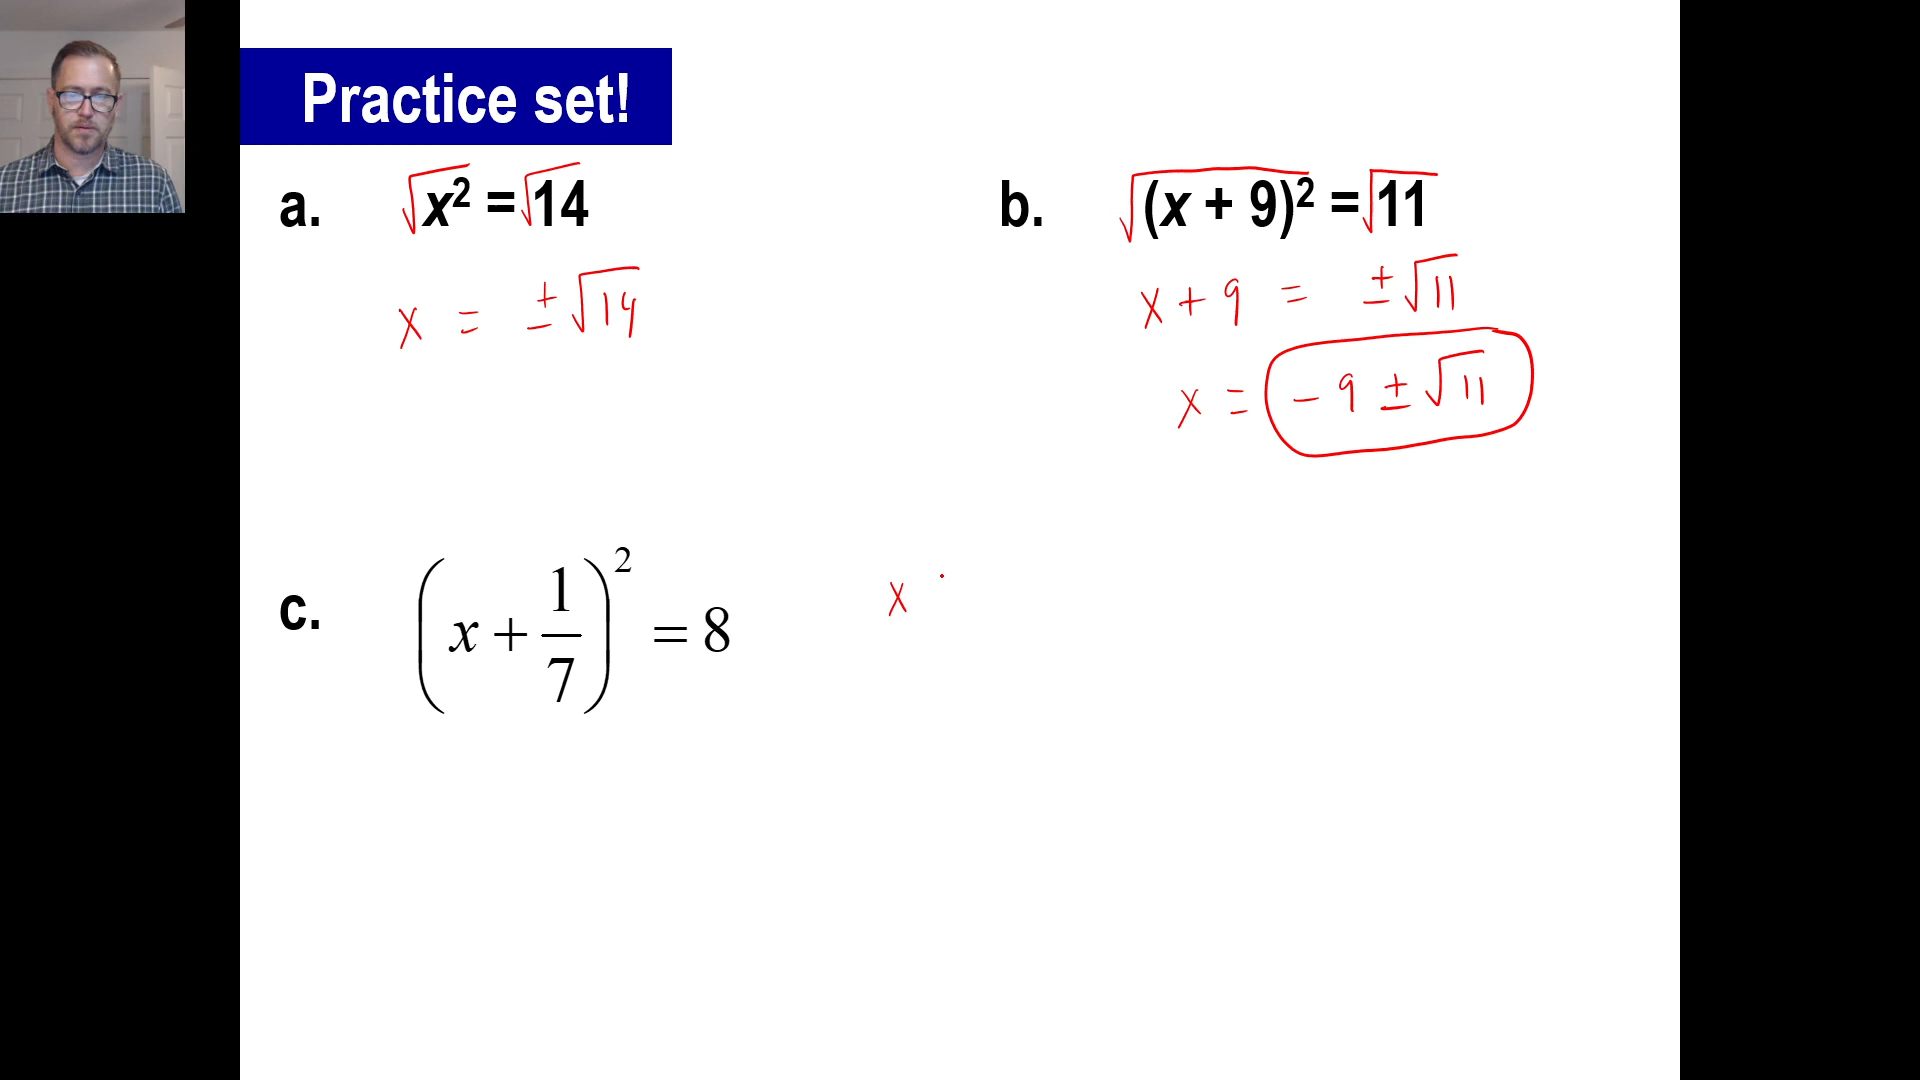 Practice set!
a. √x² = √14
x = ±√14
b. √(x + 9)² = √11
x + 9 = ±√11
x = -9 ± √11
c. (x + 1/7)² = 8
x